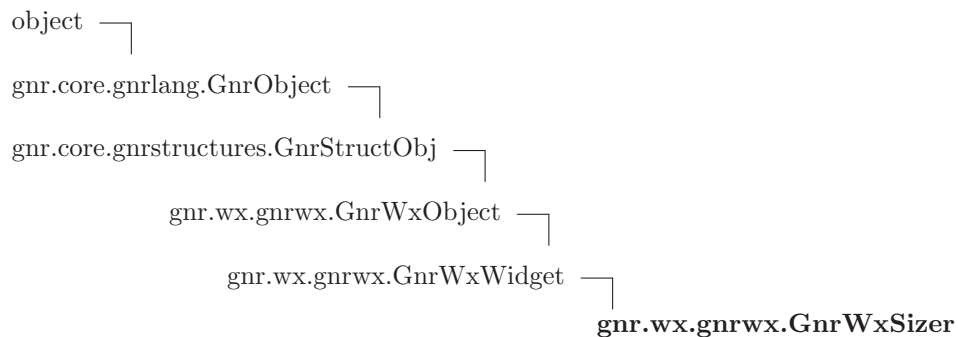 object
gnr.core.gnrlang.GnrObject
gnr.core.gnrstructures.GnrStructObj
gnr.wx.gnrwx.GnrWxObject
gnr.wx.gnrwx.GnrWxWidget
gnr.wx.gnrwx.GnrWxSizer